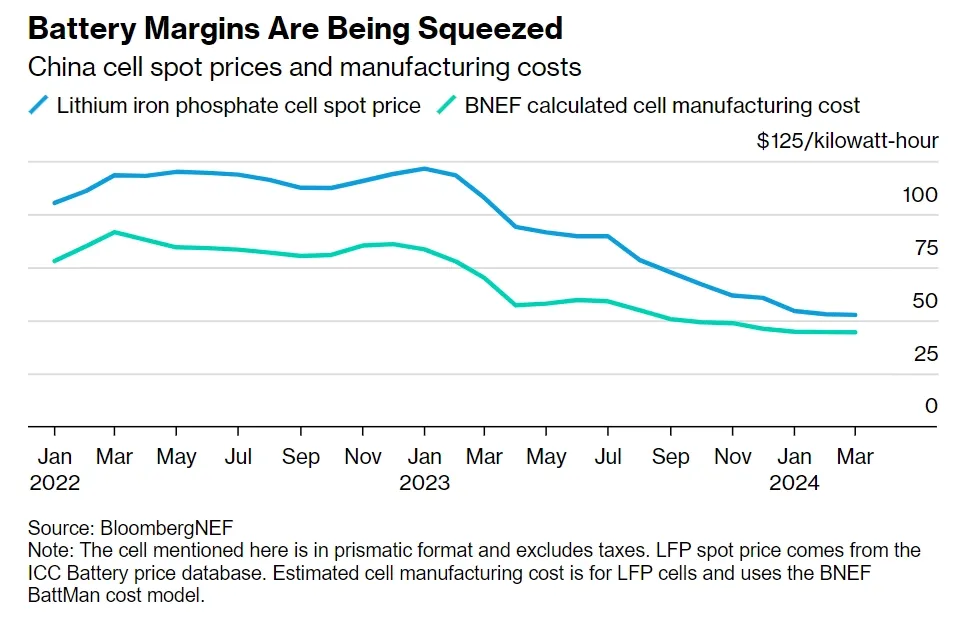 Battery Margins Are Being Squeezed
China cell spot prices and manufacturing costs
Lithium iron phosphate cell spot price BNEF calculated cell manufacturing cost
$125/kilowatt-hour
100
75
50
25
0
Jan Mar May Jul Sep Nov Jan Mar May Jul Sep Nov Jan Mar
2022 2023 2024
Source: BloombergNEF
Note: The cell mentioned here is in prismatic format and excludes taxes. LFP spot price comes from the
ICC Battery price database. Estimated cell manufacturing cost is for LFP cells and uses the BNEF
BattMan cost model.